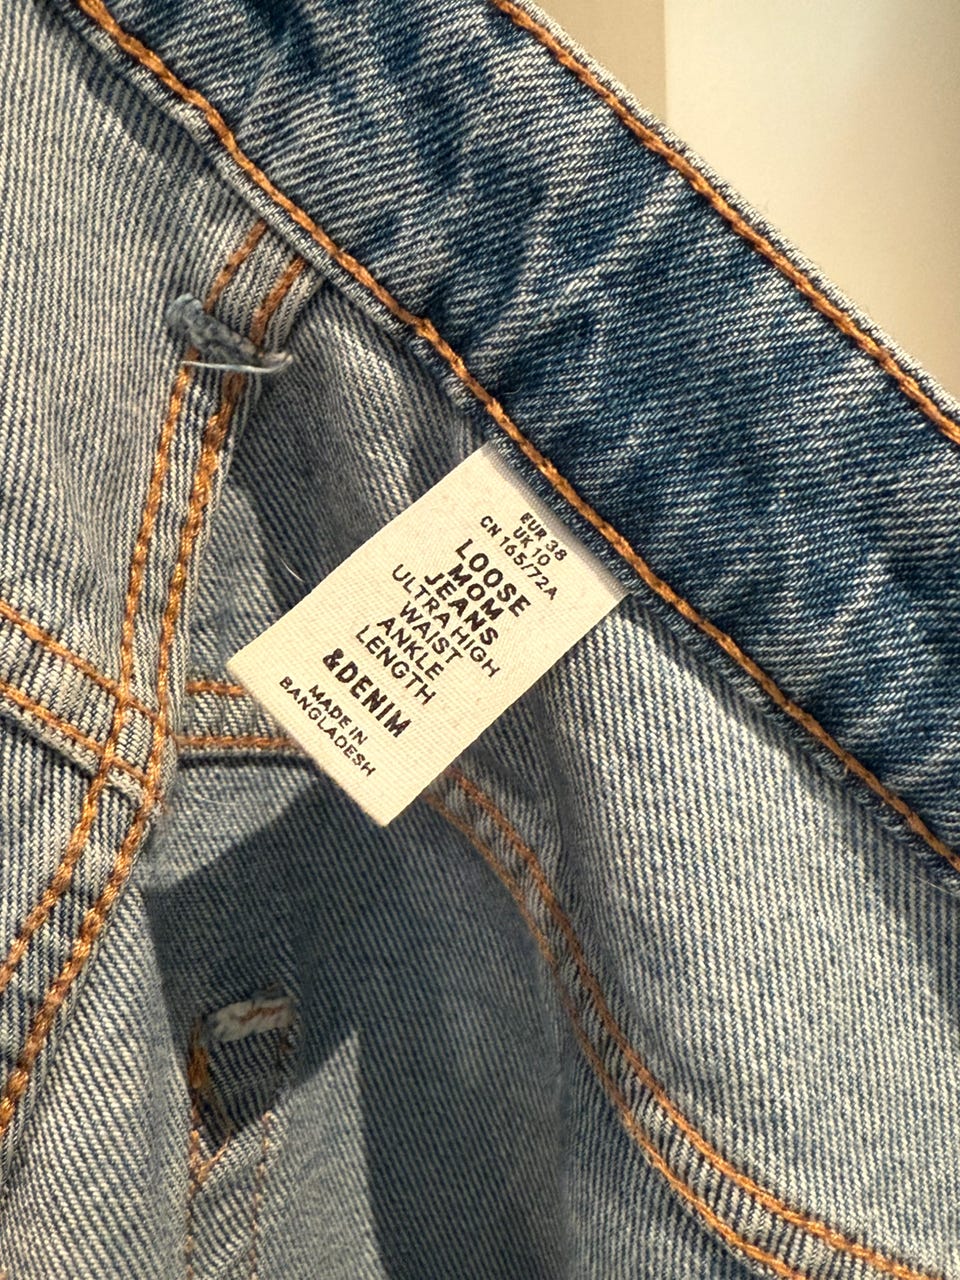 EUR 38
UK 10
CN 165/72A
LOOSE
MOM
JEANS
ULTRA HIGH
WAIST
ANKLE
LENGTH
&DENIM
MADE IN
BANGLADESH